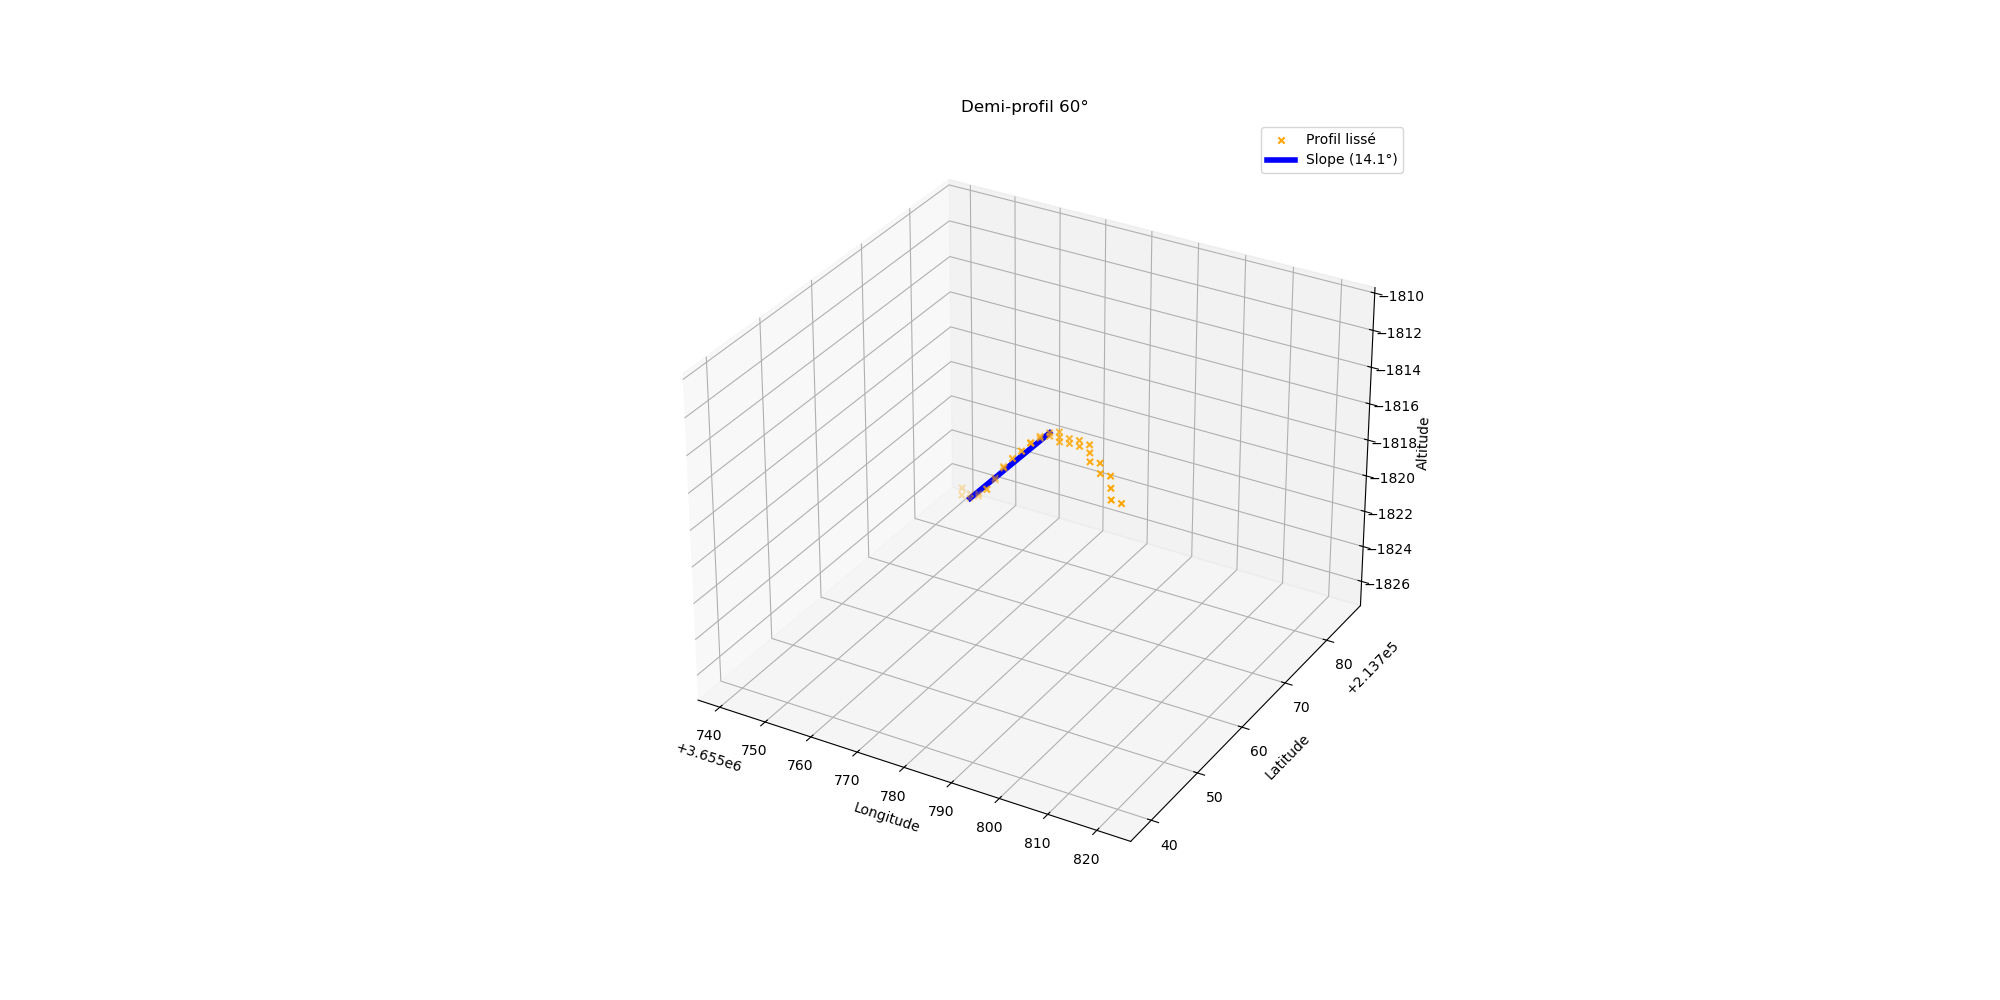 Demi-profil 60°
Profil lissé
Slope (14.1°)
−1810
−1812
−1814
−1816
−1818
−1820
−1822
−1824
−1826
Altitude
80
70
60
50
40
+2.137e5
Latitude
740
750
760
770
780
790
800
810
820
+3.655e6
Longitude